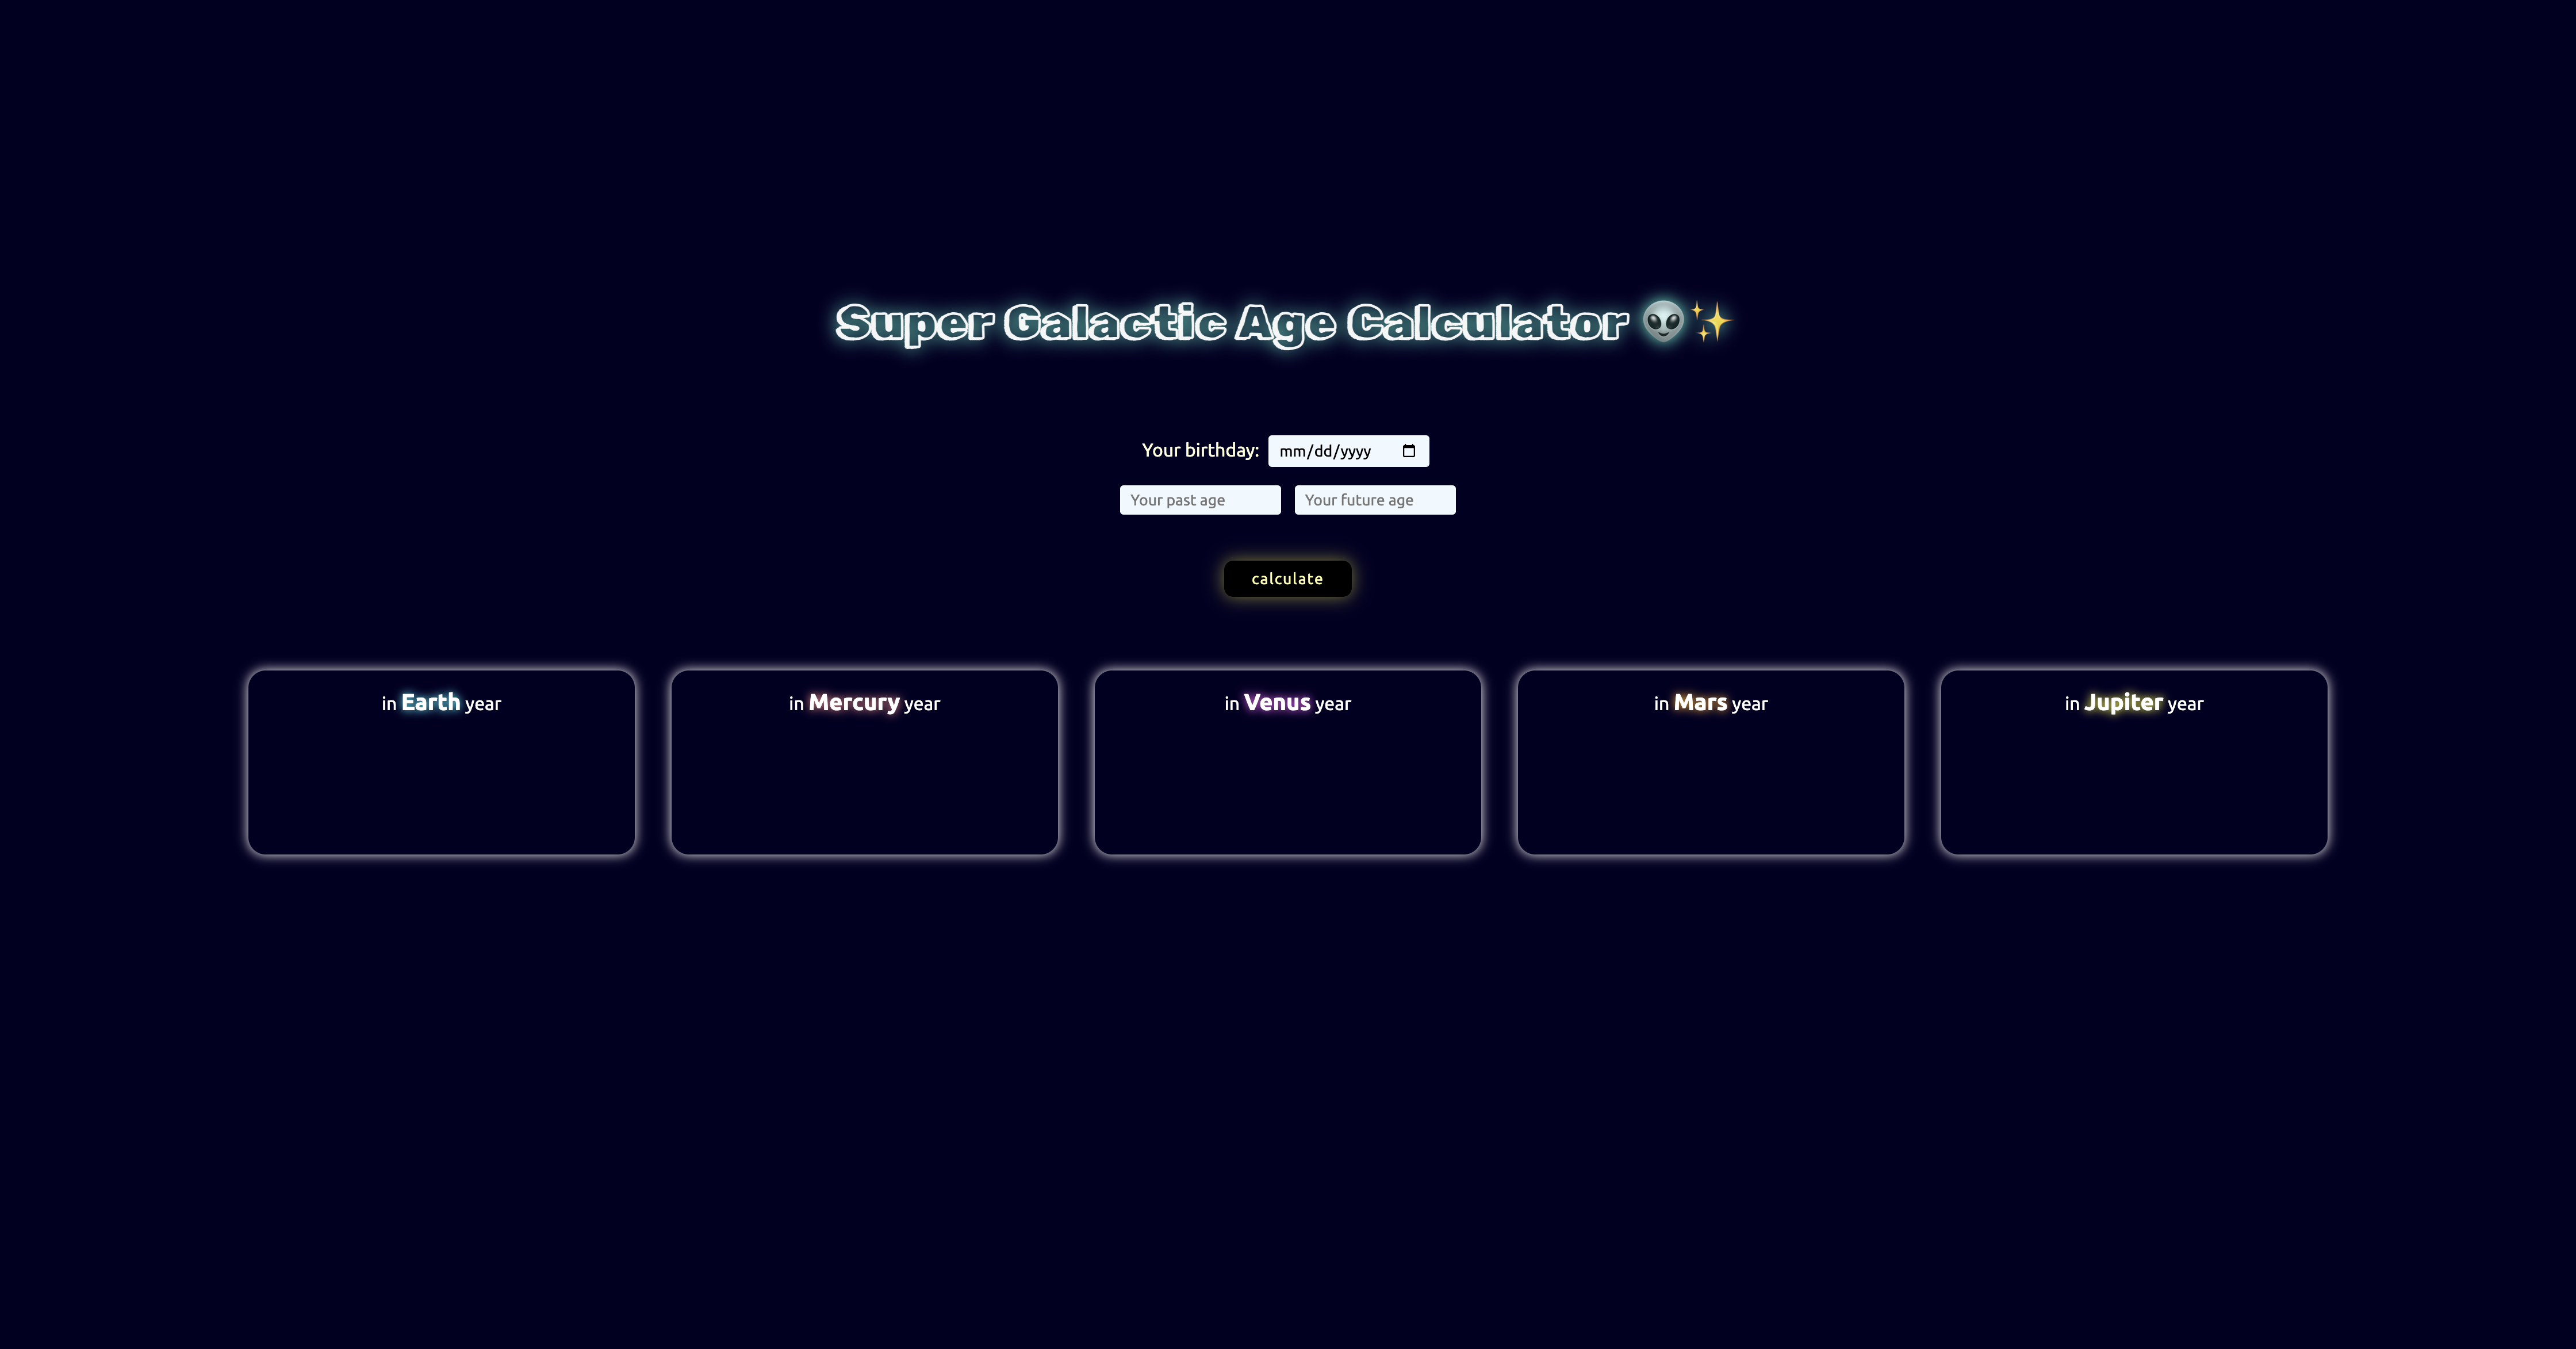 Super Galactic Age Calculator 👽✨
Your birthday: mm/dd/yyyy
Your past age Your future age
calculate
in Earth year
in Mercury year
in Venus year
in Mars year
in Jupiter year